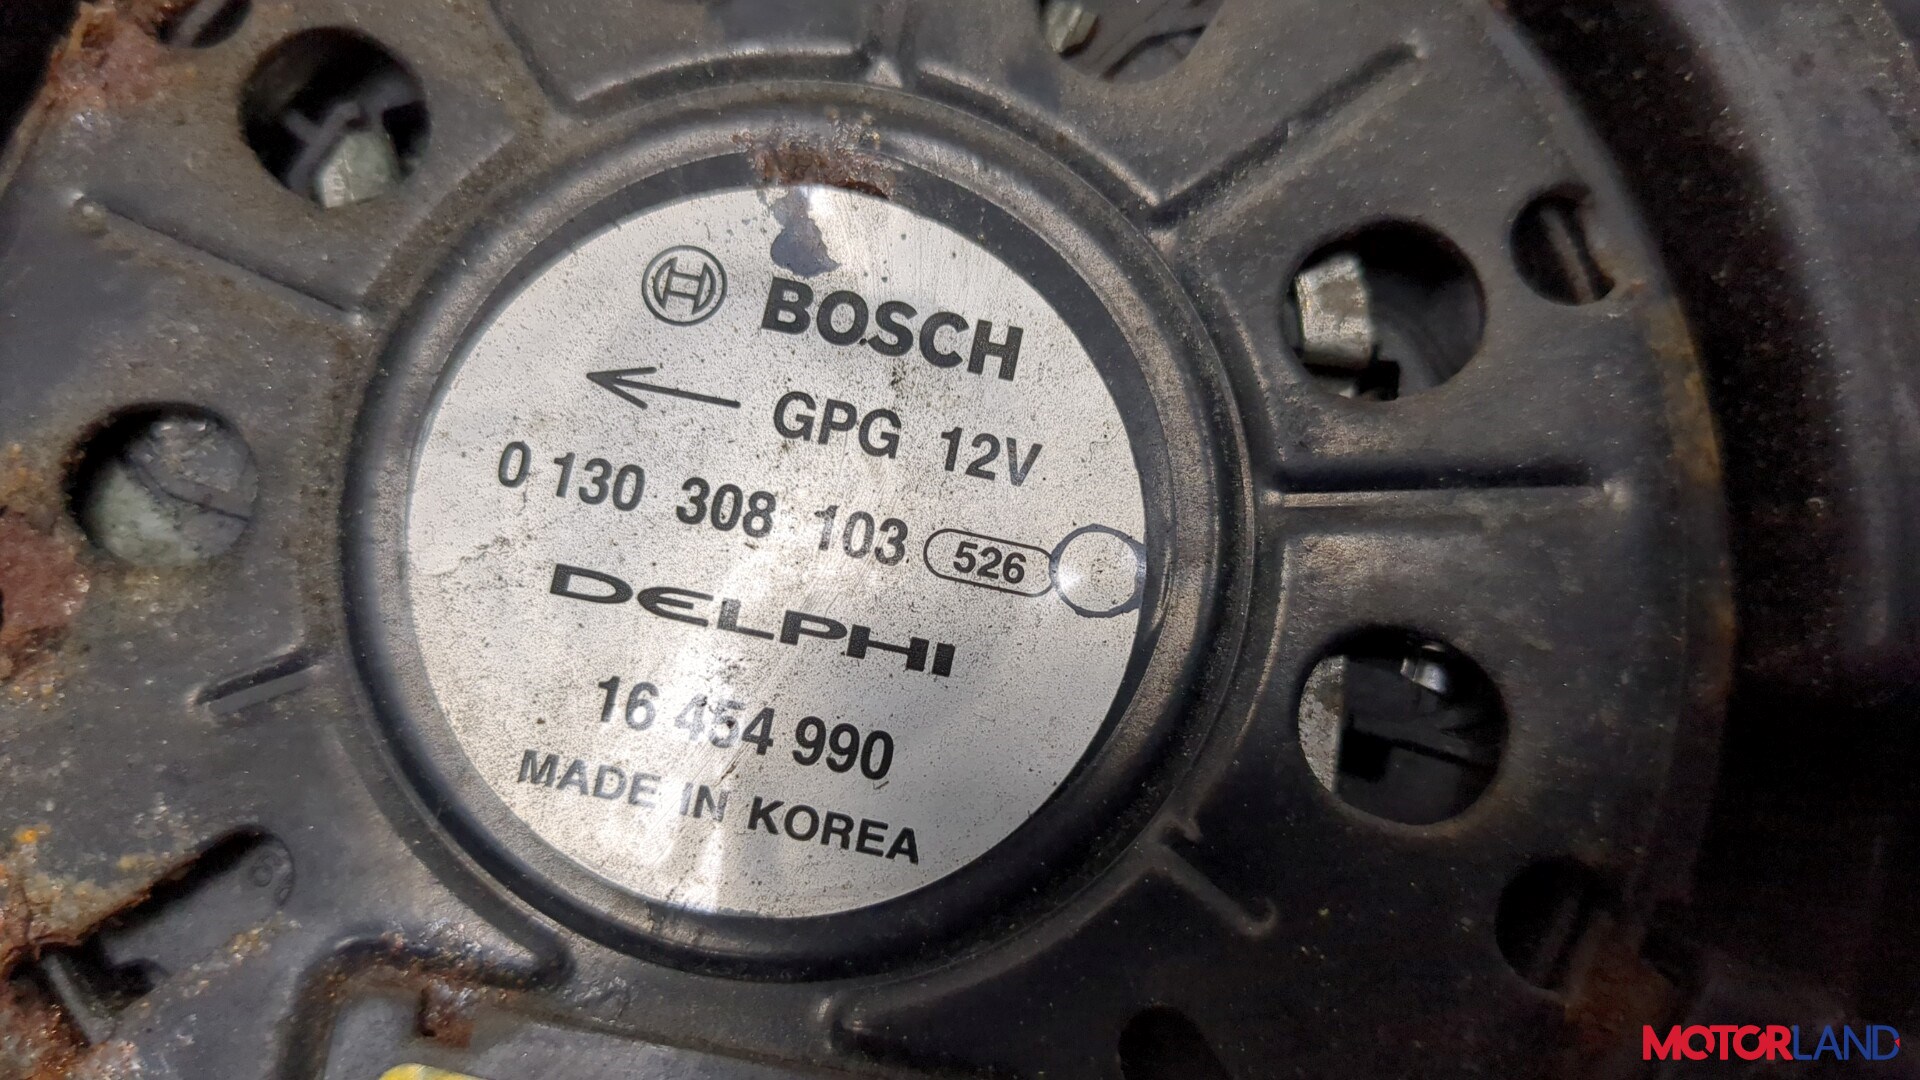 BOSCH
GPG 12V
0 130 308 103 526
DELPHI
16 454 990
MADE IN KOREA
MOTORLAND